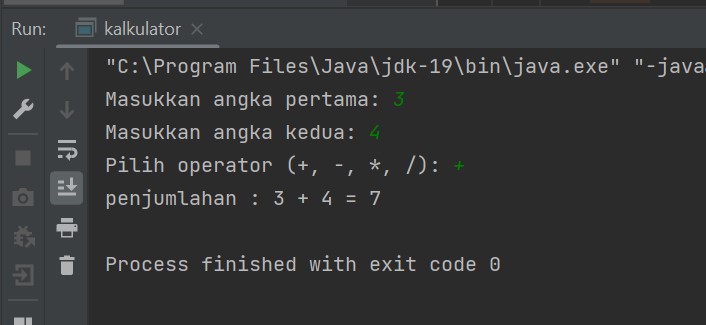 Run: kalkulator
"C:\Program Files\Java\jdk-19\bin\java.exe" "-java
Masukkan angka pertama: 3
Masukkan angka kedua: 4
Pilih operator (+, -, *, /): +
penjumlahan : 3 + 4 = 7
Process finished with exit code 0